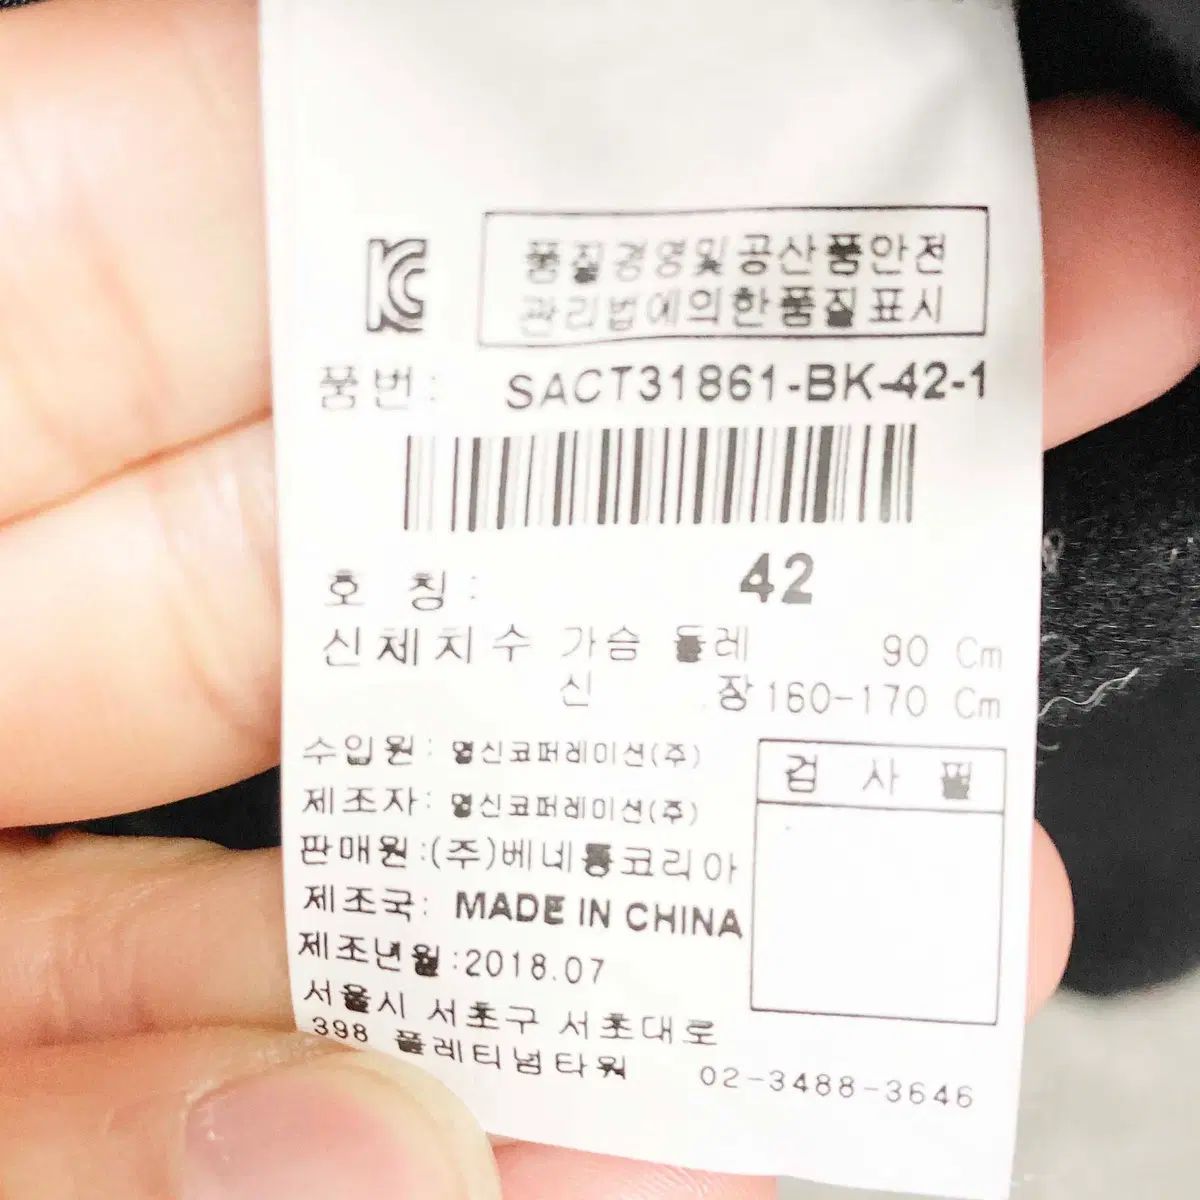 품질경영및공산품안전
관리법에의한품질표시
품번: SACT31861-BK-42-1
호 칭: 42
신체치수 가슴 둘레 90 Cm
신 장 160-170 Cm
수입원: 영신코퍼레이션(주)
제조자: 영신코퍼레이션(주)
검 사 필
판매원:(주)베네통코리아
제조국: MADE IN CHINA
제조년월:2018.07
서울시 서초구 서초대로
398 플레티넘타워 02-3488-3646